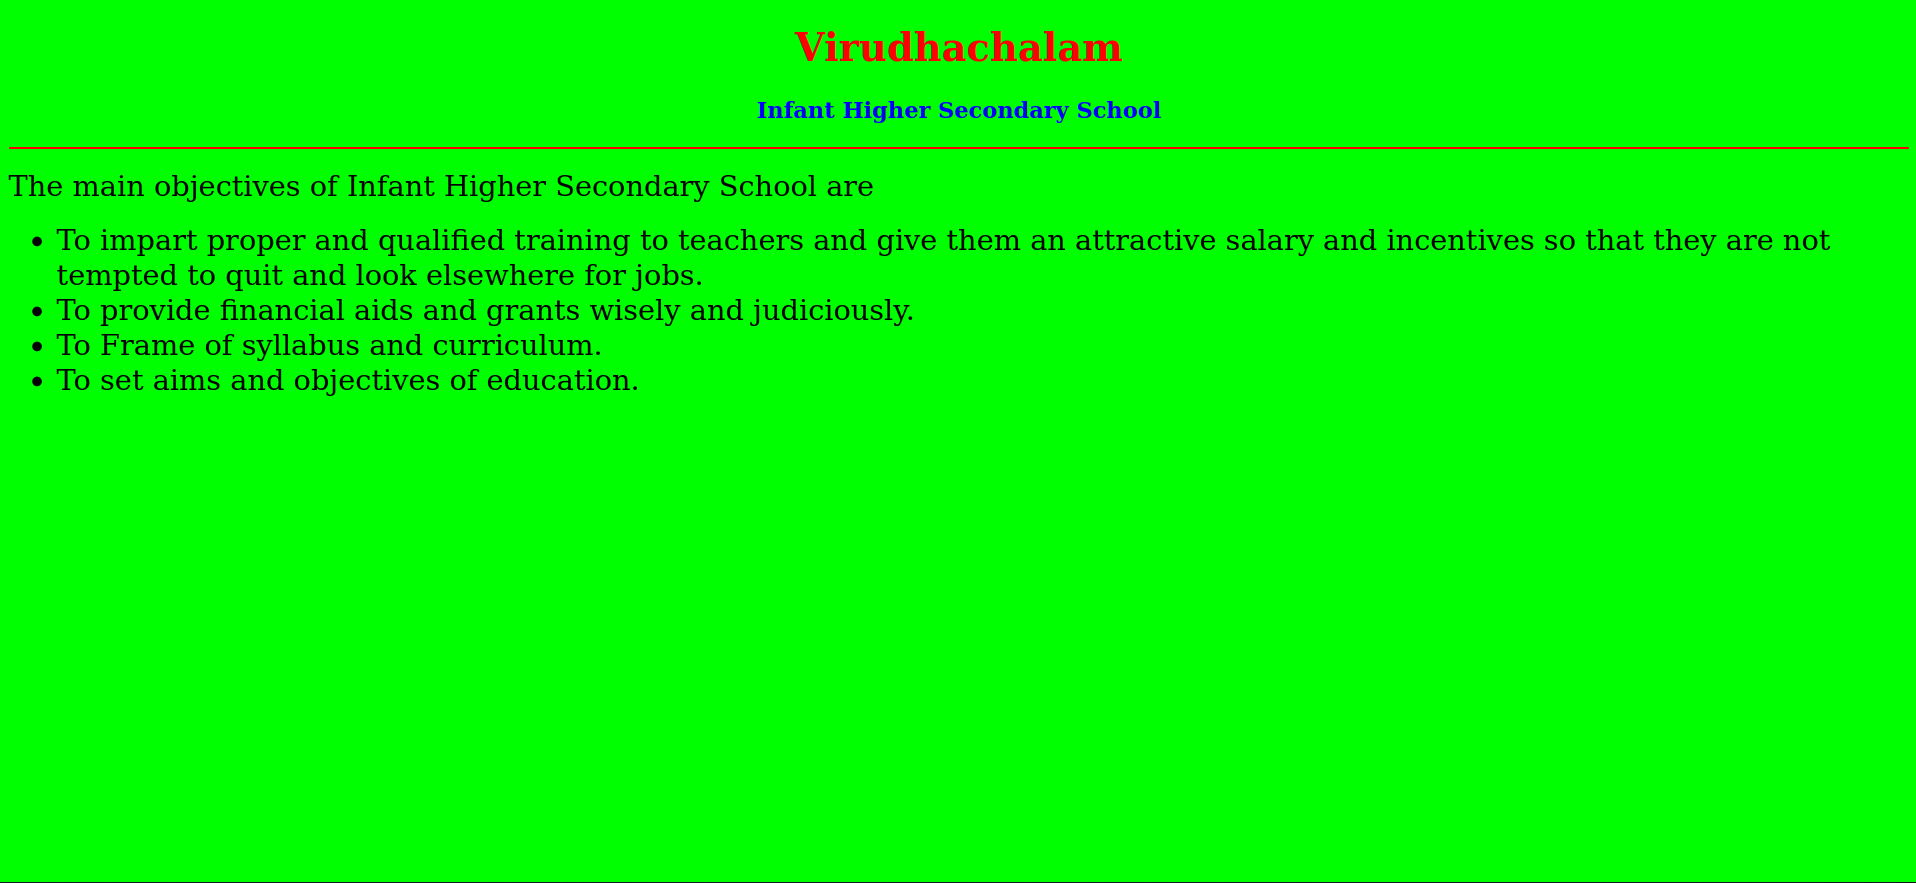 Virudhachalam
Infant Higher Secondary School
The main objectives of Infant Higher Secondary School are
• To impart proper and qualified training to teachers and give them an attractive salary and incentives so that they are not
tempted to quit and look elsewhere for jobs.
• To provide financial aids and grants wisely and judiciously.
• To Frame of syllabus and curriculum.
• To set aims and objectives of education.